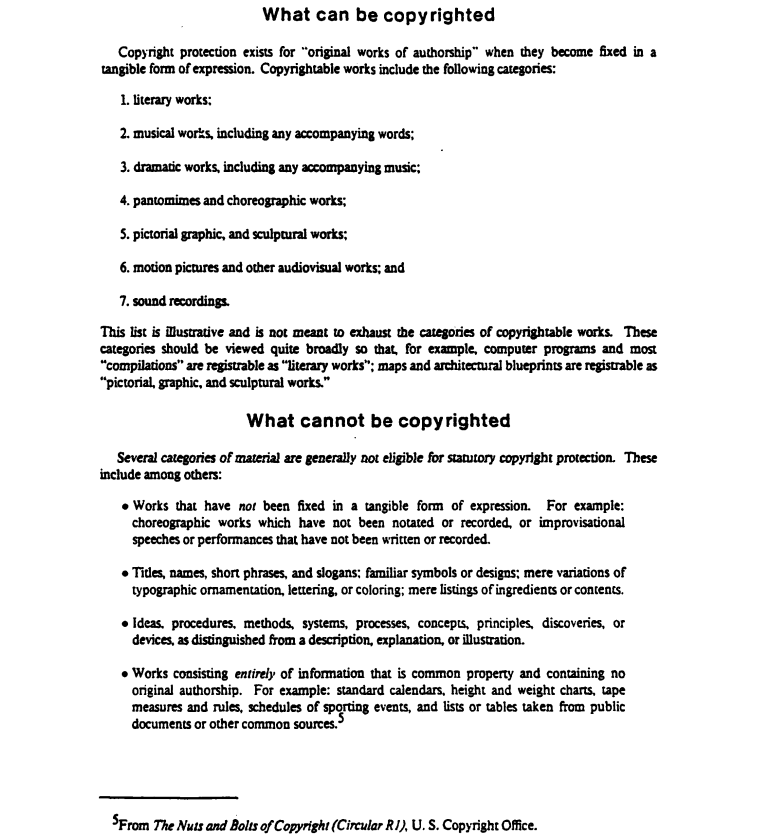 What can be copyrighted
Copyright protection exists for "original works of authorship" when they become fixed in a
tangible form of expression. Copyrightable works include the following categories:
1. literary works;
2. musical works, including any accompanying words;
3. dramatic works, including any accompanying music;
4. pantomimes and choreographic works;
5. pictorial graphic, and sculptural works;
6. motion pictures and other audiovisual works; and
7. sound recordings.
This list is illustrative and is not meant to exhaust the categories of copyrightable works. These
categories should be viewed quite broadly so that, for example, computer programs and most
"compilations" are registrable as "literary works"; maps and architectural blueprints are registrable as
"pictorial, graphic, and sculptural works."
What cannot be copyrighted
Several categories of material are generally not eligible for statutory copyright protection. These
include among others:
• Works that have not been fixed in a tangible form of expression. For example:
choreographic works which have not been notated or recorded, or improvisational
speeches or performances that have not been written or recorded.
• Titles, names, short phrases, and slogans; familiar symbols or designs; mere variations of
typographic ornamentation, lettering, or coloring; mere listings of ingredients or contents.
• Ideas, procedures, methods, systems, processes, concepts, principles, discoveries, or
devices, as distinguished from a description, explanation, or illustration.
• Works consisting entirely of information that is common property and containing no
original authorship. For example: standard calendars, height and weight charts, tape
measures and rules, schedules of sporting events, and lists or tables taken from public
documents or other common sources.5
5From The Nuts and Bolts of Copyright (Circular R1), U. S. Copyright Office.